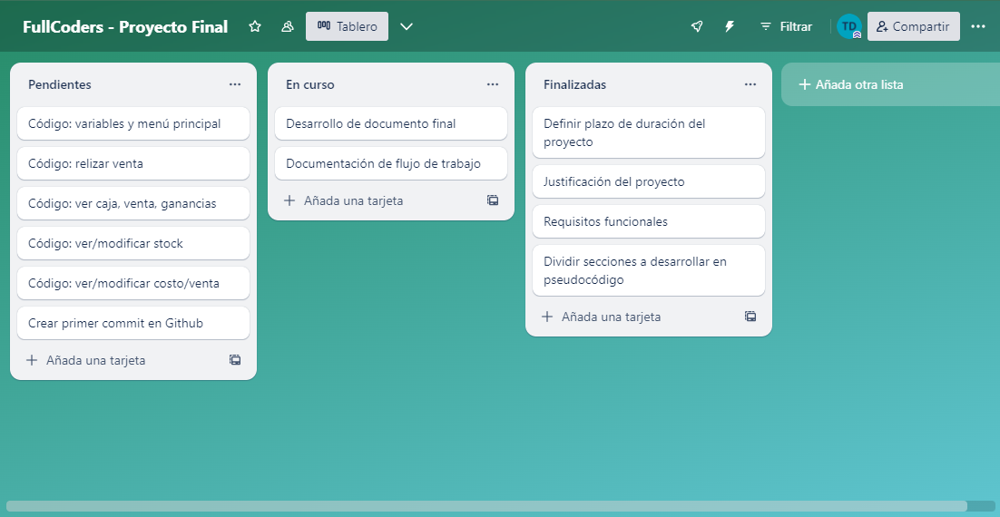 FullCoders - Proyecto Final
Tablero
Filtrar
TD
Compartir
Pendientes
Código: variables y menú principal
Código: relizar venta
Código: ver caja, venta, ganancias
Código: ver/modificar stock
Código: ver/modificar costo/venta
Crear primer commit en Github
Añada una tarjeta
En curso
Desarrollo de documento final
Documentación de flujo de trabajo
Añada una tarjeta
Finalizadas
Definir plazo de duración del
proyecto
Justificación del proyecto
Requisitos funcionales
Dividir secciones a desarrollar en
pseudocódigo
Añada una tarjeta
Añada otra lista